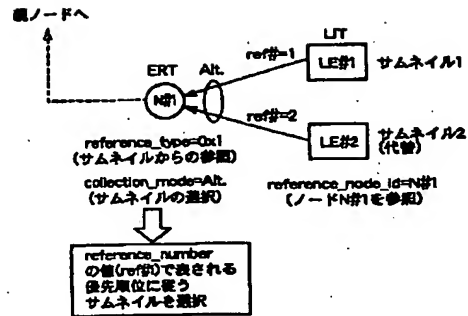 親ノードへ
LIT
ref#=1
LE#1
サムネイル1
ERT
Alt.
N#1
ref#=2
LE#2
サムネイル2
(代替)
reference_type=0x1
(サムネイルからの参照)
collection_mode=Alt.
(サムネイルの選択)
reference_node_id=N#1
(ノードN#1を参照)
reference_number
の値(ref#)で表される
優先順位に従う
サムネイルを選択